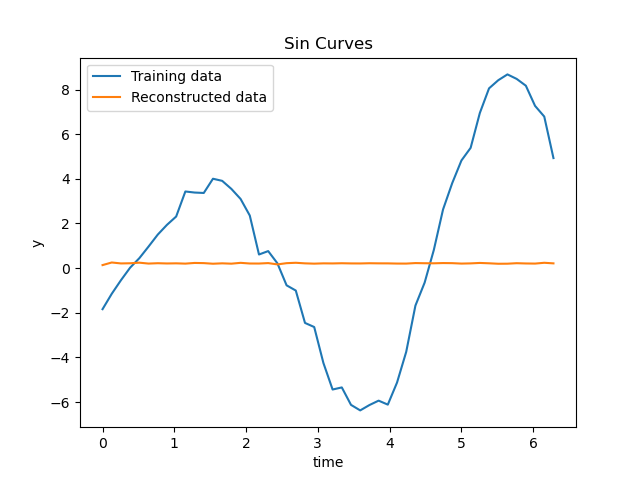 Sin Curves
Training data
Reconstructed data
y
8
6
4
2
0
−2
−4
−6
0 1 2 3 4 5 6
time